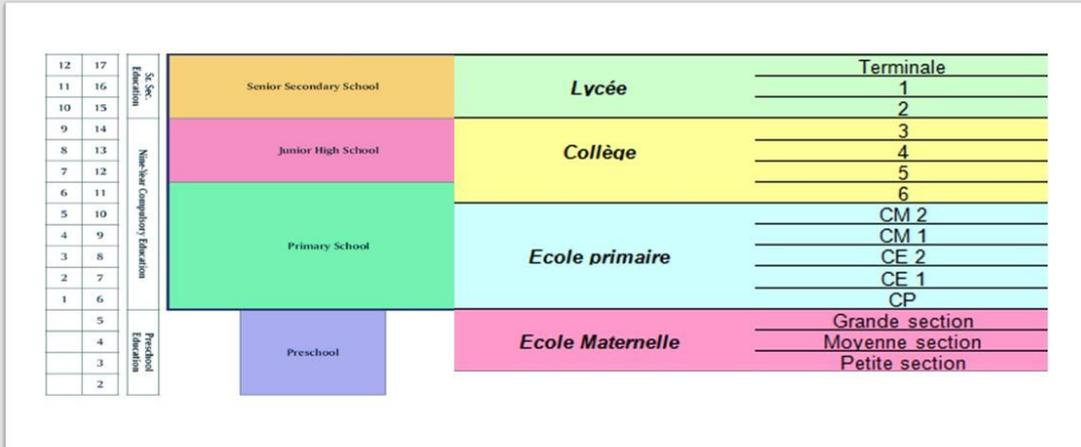 12 17 Terminale
11 16 Senior Secondary School Lycée 1
10 15 2
Sr. Sec.
Education
9 14 3
8 13 Junior High School Collège 4
7 12 5
6 11 6
5 10 CM 2
4 9 CM 1
3 8 Primary School Ecole primaire CE 2
2 7 CE 1
1 6 CP
Nine-Year Compulsory Education
5 Grande section
4 Preschool Ecole Maternelle Moyenne section
3 Petite section
2
Preschool
Education